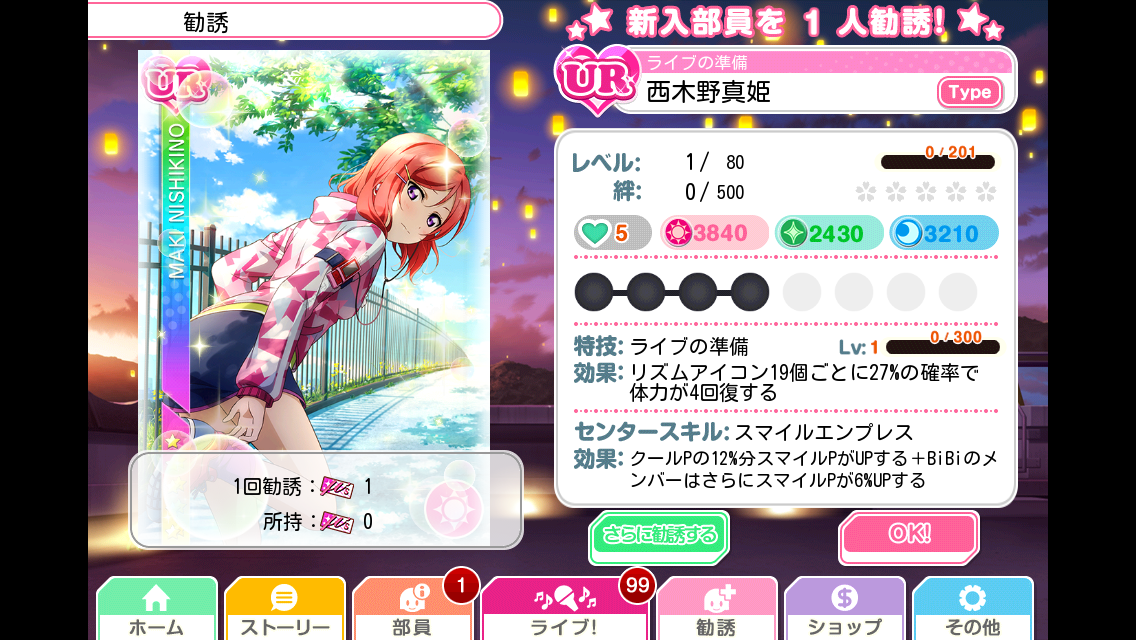 勧誘
新入部員を 1 人勧誘!
UR
MAKI NISHIKINO
1回勧誘: 1
所持: 0
UR
ライブの準備
西木野真姫
Type
レベル: 1/ 80
0/201
絆: 0/ 500
5 3840 2430 3210
特技: ライブの準備 Lv: 1
0/300
効果: リズムアイコン19個ごとに27%の確率で
体力が4回復する
センタースキル: スマイルエンプレス
効果: クールPの12%分スマイルPがUPする+BiBiのメ
ンバーはさらにスマイルPが6%UPする
さらに勧誘する
OK!
1
99
ホーム
ストーリー
部員
ライブ!
勧誘
ショップ
その他